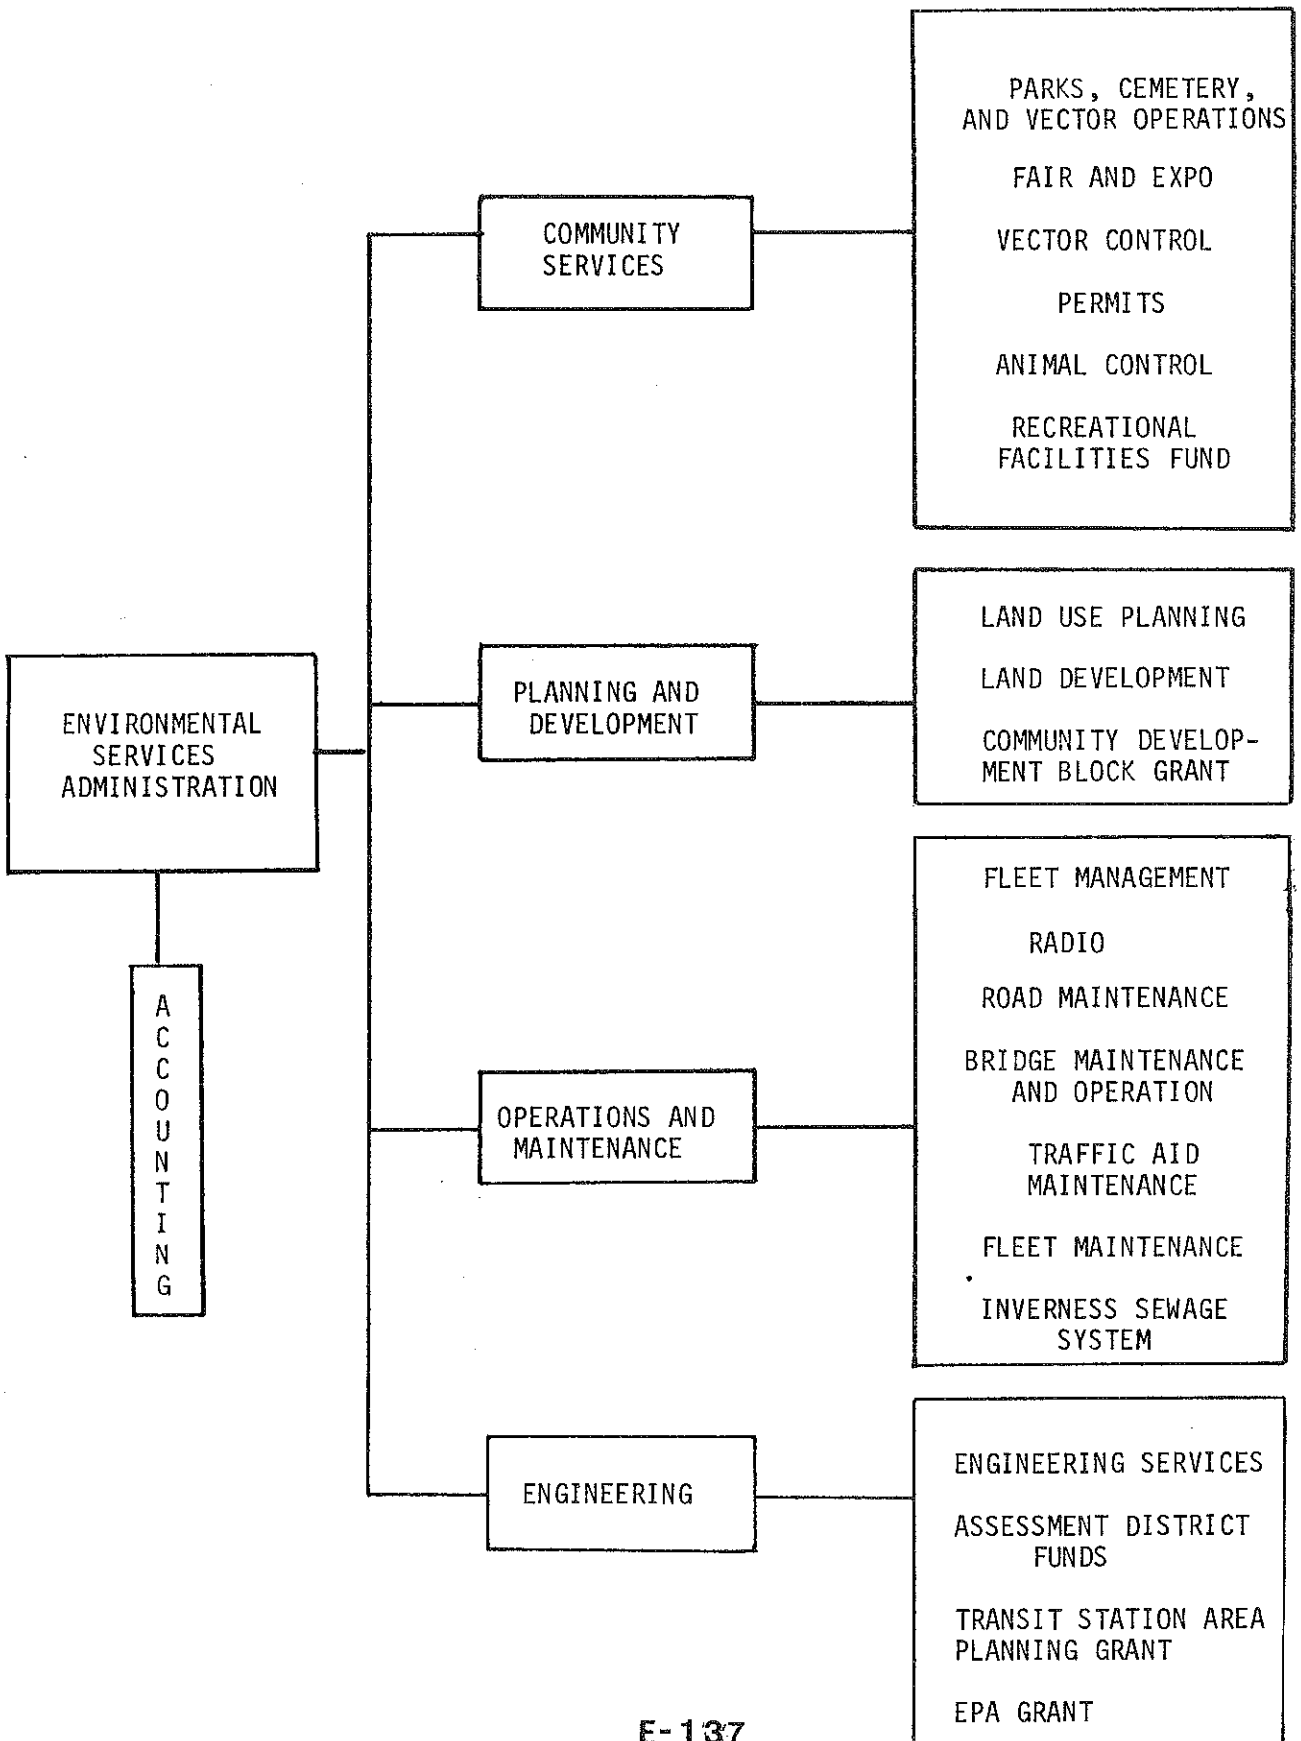 PARKS, CEMETERY,
AND VECTOR OPERATIONS
FAIR AND EXPO
VECTOR CONTROL
PERMITS
ANIMAL CONTROL
RECREATIONAL
FACILITIES FUND
COMMUNITY
SERVICES
LAND USE PLANNING
LAND DEVELOPMENT
COMMUNITY DEVELOP-
MENT BLOCK GRANT
PLANNING AND
DEVELOPMENT
ENVIRONMENTAL
SERVICES
ADMINISTRATION
ACCOUNTING
FLEET MANAGEMENT
RADIO
ROAD MAINTENANCE
BRIDGE MAINTENANCE
AND OPERATION
TRAFFIC AID
MAINTENANCE
FLEET MAINTENANCE
INVERNESS SEWAGE
SYSTEM
OPERATIONS AND
MAINTENANCE
ENGINEERING
ENGINEERING SERVICES
ASSESSMENT DISTRICT
FUNDS
TRANSIT STATION AREA
PLANNING GRANT
EPA GRANT
E-137